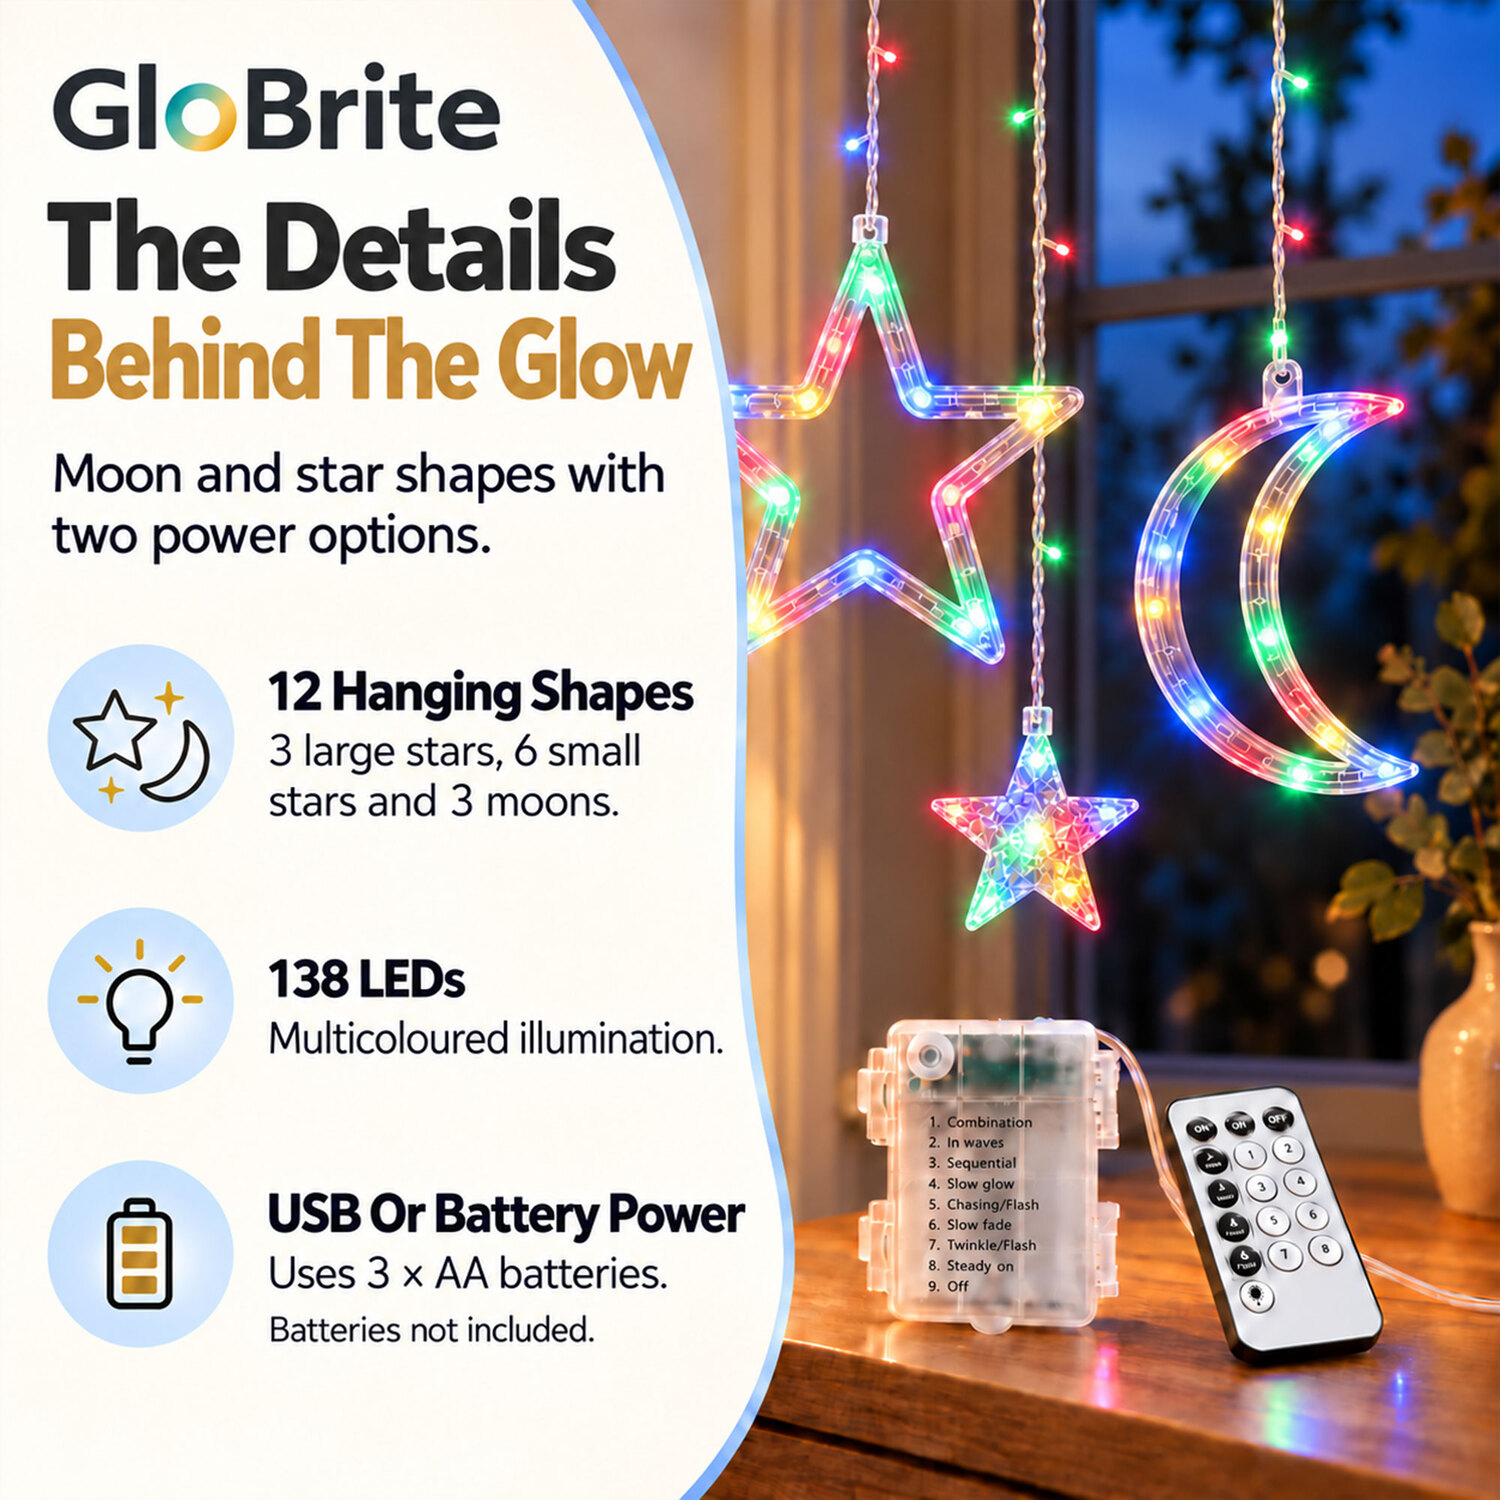 GloBrite
The Details
Behind The Glow
Moon and star shapes with
two power options.
12 Hanging Shapes
3 large stars, 6 small
stars and 3 moons.
138 LEDs
Multicoloured illumination.
USB Or Battery Power
Uses 3 × AA batteries.
Batteries not included.
1. Combination
2. In waves
3. Sequential
4. Slow glow
5. Chasing/Flash
6. Slow fade
7. Twinkle/Flash
8. Steady on
9. Off
ON ON OFF
1 2
3 4
5 6
7 8